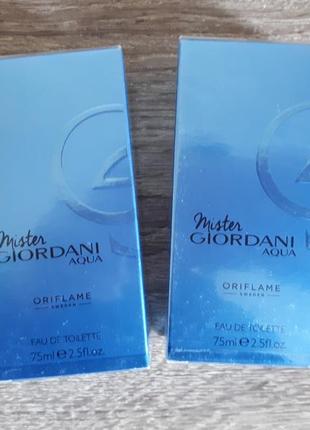 Mister
GIORDANI
AQUA
ORIFLAME
SWEDEN
EAU DE TOILETTE
75ml e 2.5fl.oz.
Mister
GIORDANI
AQUA
ORIFLAME
SWEDEN
EAU DE TOILETTE
75ml e 2.5fl.oz.